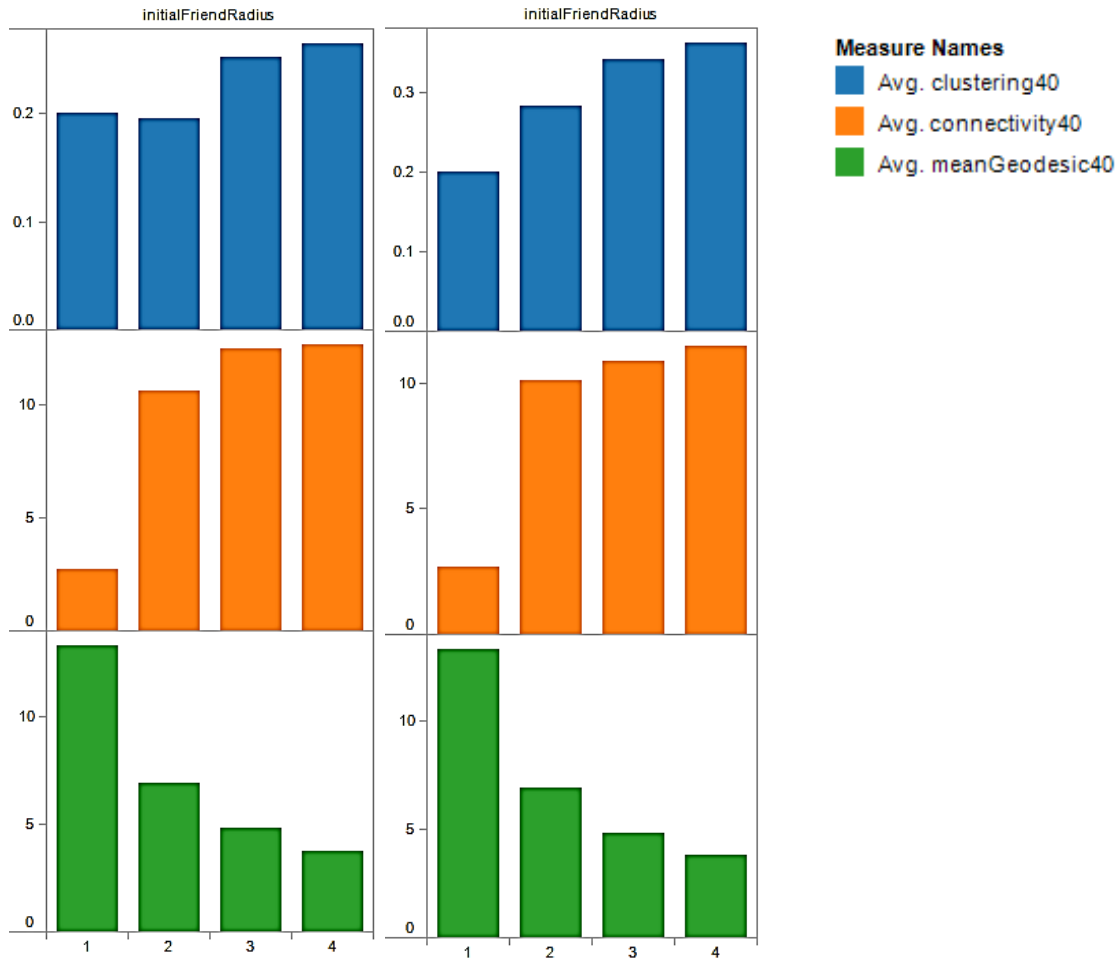 initialFriendRadius
0.2
0.1
0.0
10
5
0
10
5
0
1 2 3 4
initialFriendRadius
0.3
0.2
0.1
0.0
10
5
0
10
5
0
1 2 3 4
Measure Names
Avg. clustering40
Avg. connectivity40
Avg. meanGeodesic40